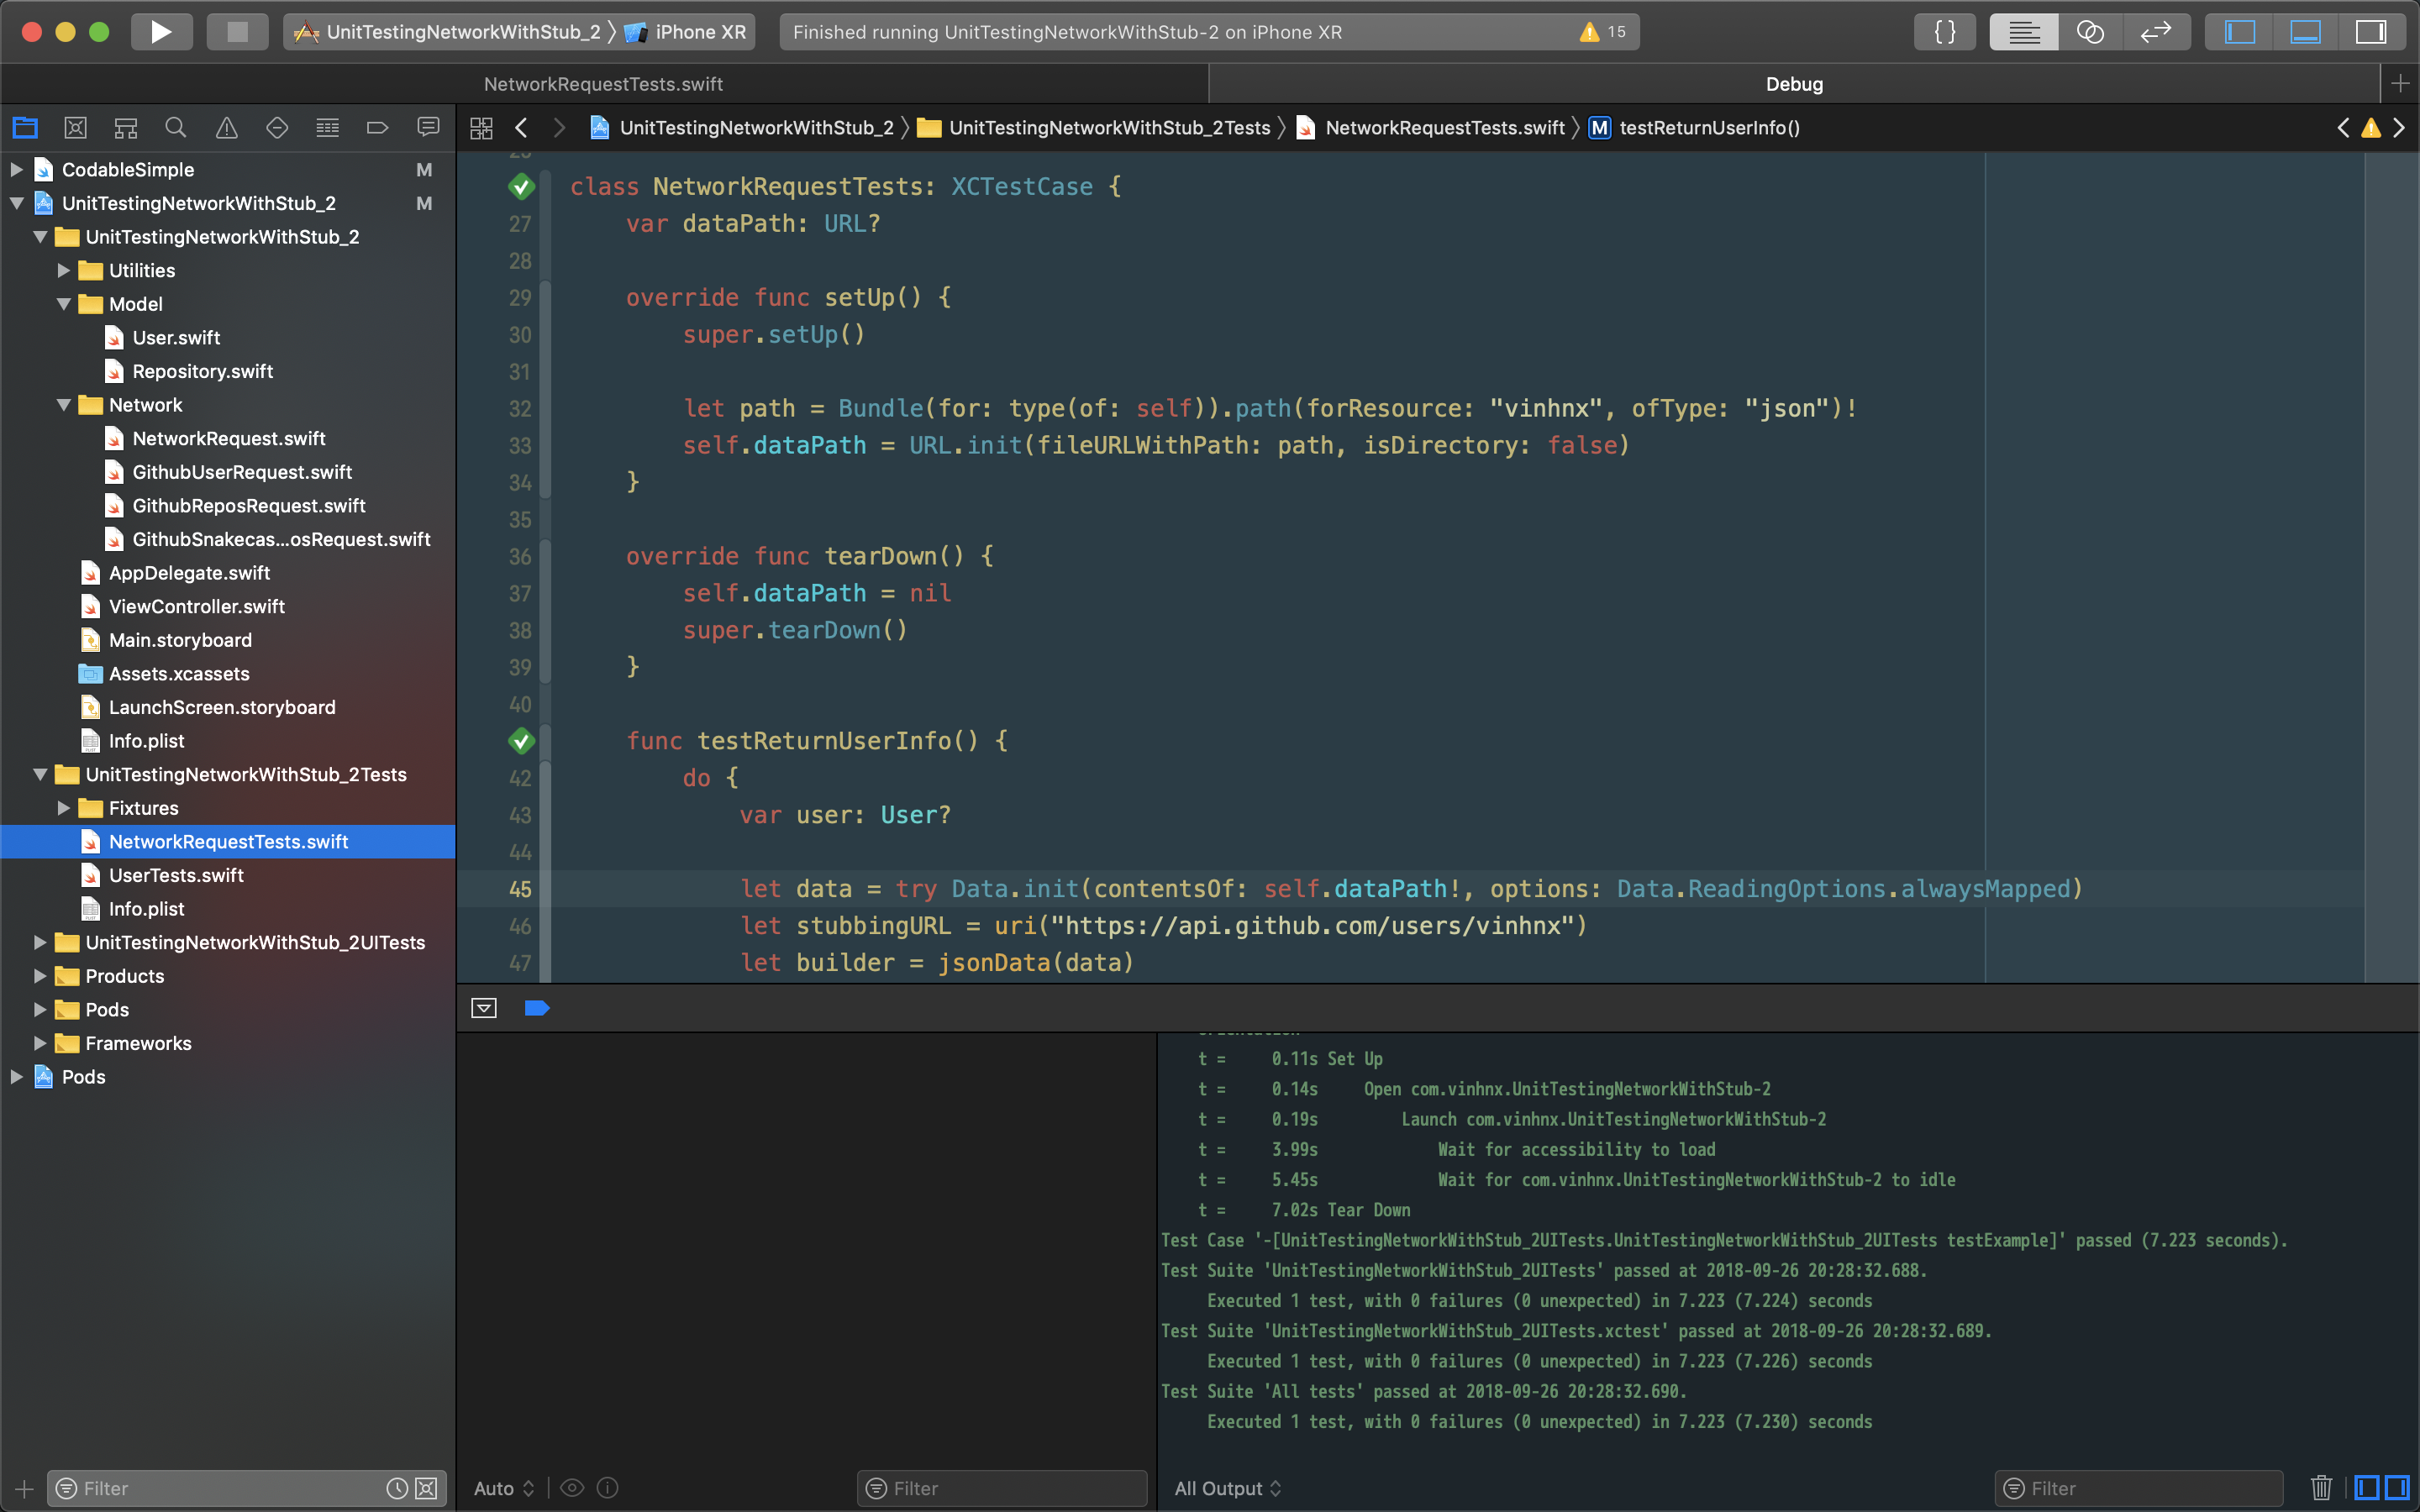 UnitTestingNetworkWithStub_2 〉 iPhone XR
Finished running UnitTestingNetworkWithStub-2 on iPhone XR
15
{}
NetworkRequestTests.swift
Debug
UnitTestingNetworkWithStub_2 〉 UnitTestingNetworkWithStub_2Tests 〉 NetworkRequestTests.swift 〉 M testReturnUserInfo()
CodableSimple M
UnitTestingNetworkWithStub_2 M
UnitTestingNetworkWithStub_2
Utilities
Model
User.swift
Repository.swift
Network
NetworkRequest.swift
GithubUserRequest.swift
GithubReposRequest.swift
GithubSnakecas...osRequest.swift
AppDelegate.swift
ViewController.swift
Main.storyboard
Assets.xcassets
LaunchScreen.storyboard
Info.plist
UnitTestingNetworkWithStub_2Tests
Fixtures
NetworkRequestTests.swift
UserTests.swift
Info.plist
UnitTestingNetworkWithStub_2UITests
Products
Pods
Frameworks
Pods
Filter
class NetworkRequestTests: XCTestCase {
27 var dataPath: URL?
28
29 override func setUp() {
30 super.setUp()
31
32 let path = Bundle(for: type(of: self)).path(forResource: "vinhnx", ofType: "json")!
33 self.dataPath = URL.init(fileURLWithPath: path, isDirectory: false)
34 }
35
36 override func tearDown() {
37 self.dataPath = nil
38 super.tearDown()
39 }
40
func testReturnUserInfo() {
42 do {
43 var user: User?
44
45 let data = try Data.init(contentsOf: self.dataPath!, options: Data.ReadingOptions.alwaysMapped)
46 let stubbingURL = uri("https://api.github.com/users/vinhnx")
47 let builder = jsonData(data)
t = 0.11s Set Up
t = 0.14s Open com.vinhnx.UnitTestingNetworkWithStub-2
t = 0.19s Launch com.vinhnx.UnitTestingNetworkWithStub-2
t = 3.99s Wait for accessibility to load
t = 5.45s Wait for com.vinhnx.UnitTestingNetworkWithStub-2 to idle
t = 7.02s Tear Down
Test Case '-[UnitTestingNetworkWithStub_2UITests.UnitTestingNetworkWithStub_2UITests testExample]' passed (7.223 seconds).
Test Suite 'UnitTestingNetworkWithStub_2UITests' passed at 2018-09-26 20:28:32.688.
Executed 1 test, with 0 failures (0 unexpected) in 7.223 (7.224) seconds
Test Suite 'UnitTestingNetworkWithStub_2UITests.xctest' passed at 2018-09-26 20:28:32.689.
Executed 1 test, with 0 failures (0 unexpected) in 7.223 (7.226) seconds
Test Suite 'All tests' passed at 2018-09-26 20:28:32.690.
Executed 1 test, with 0 failures (0 unexpected) in 7.223 (7.230) seconds
Auto
Filter
All Output
Filter